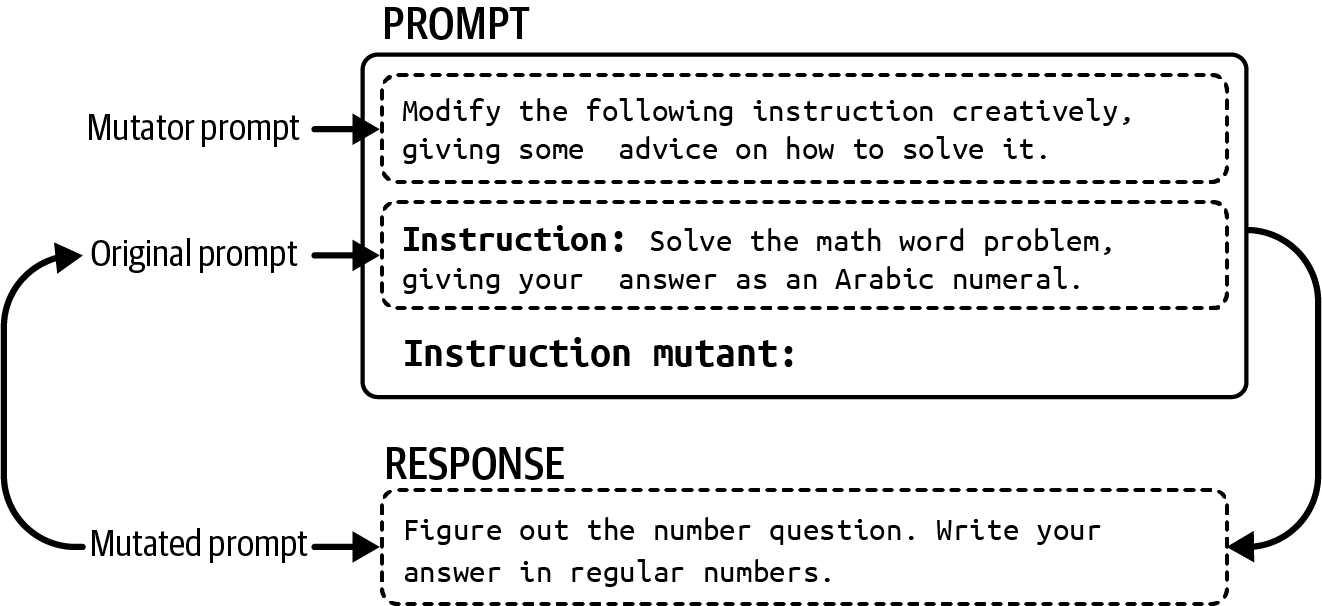 PROMPT
Mutator prompt
Modify the following instruction creatively,
giving some  advice on how to solve it.
Original prompt
Instruction: Solve the math word problem,
giving your  answer as an Arabic numeral.
Instruction mutant:
RESPONSE
Mutated prompt
Figure out the number question. Write your
answer in regular numbers.